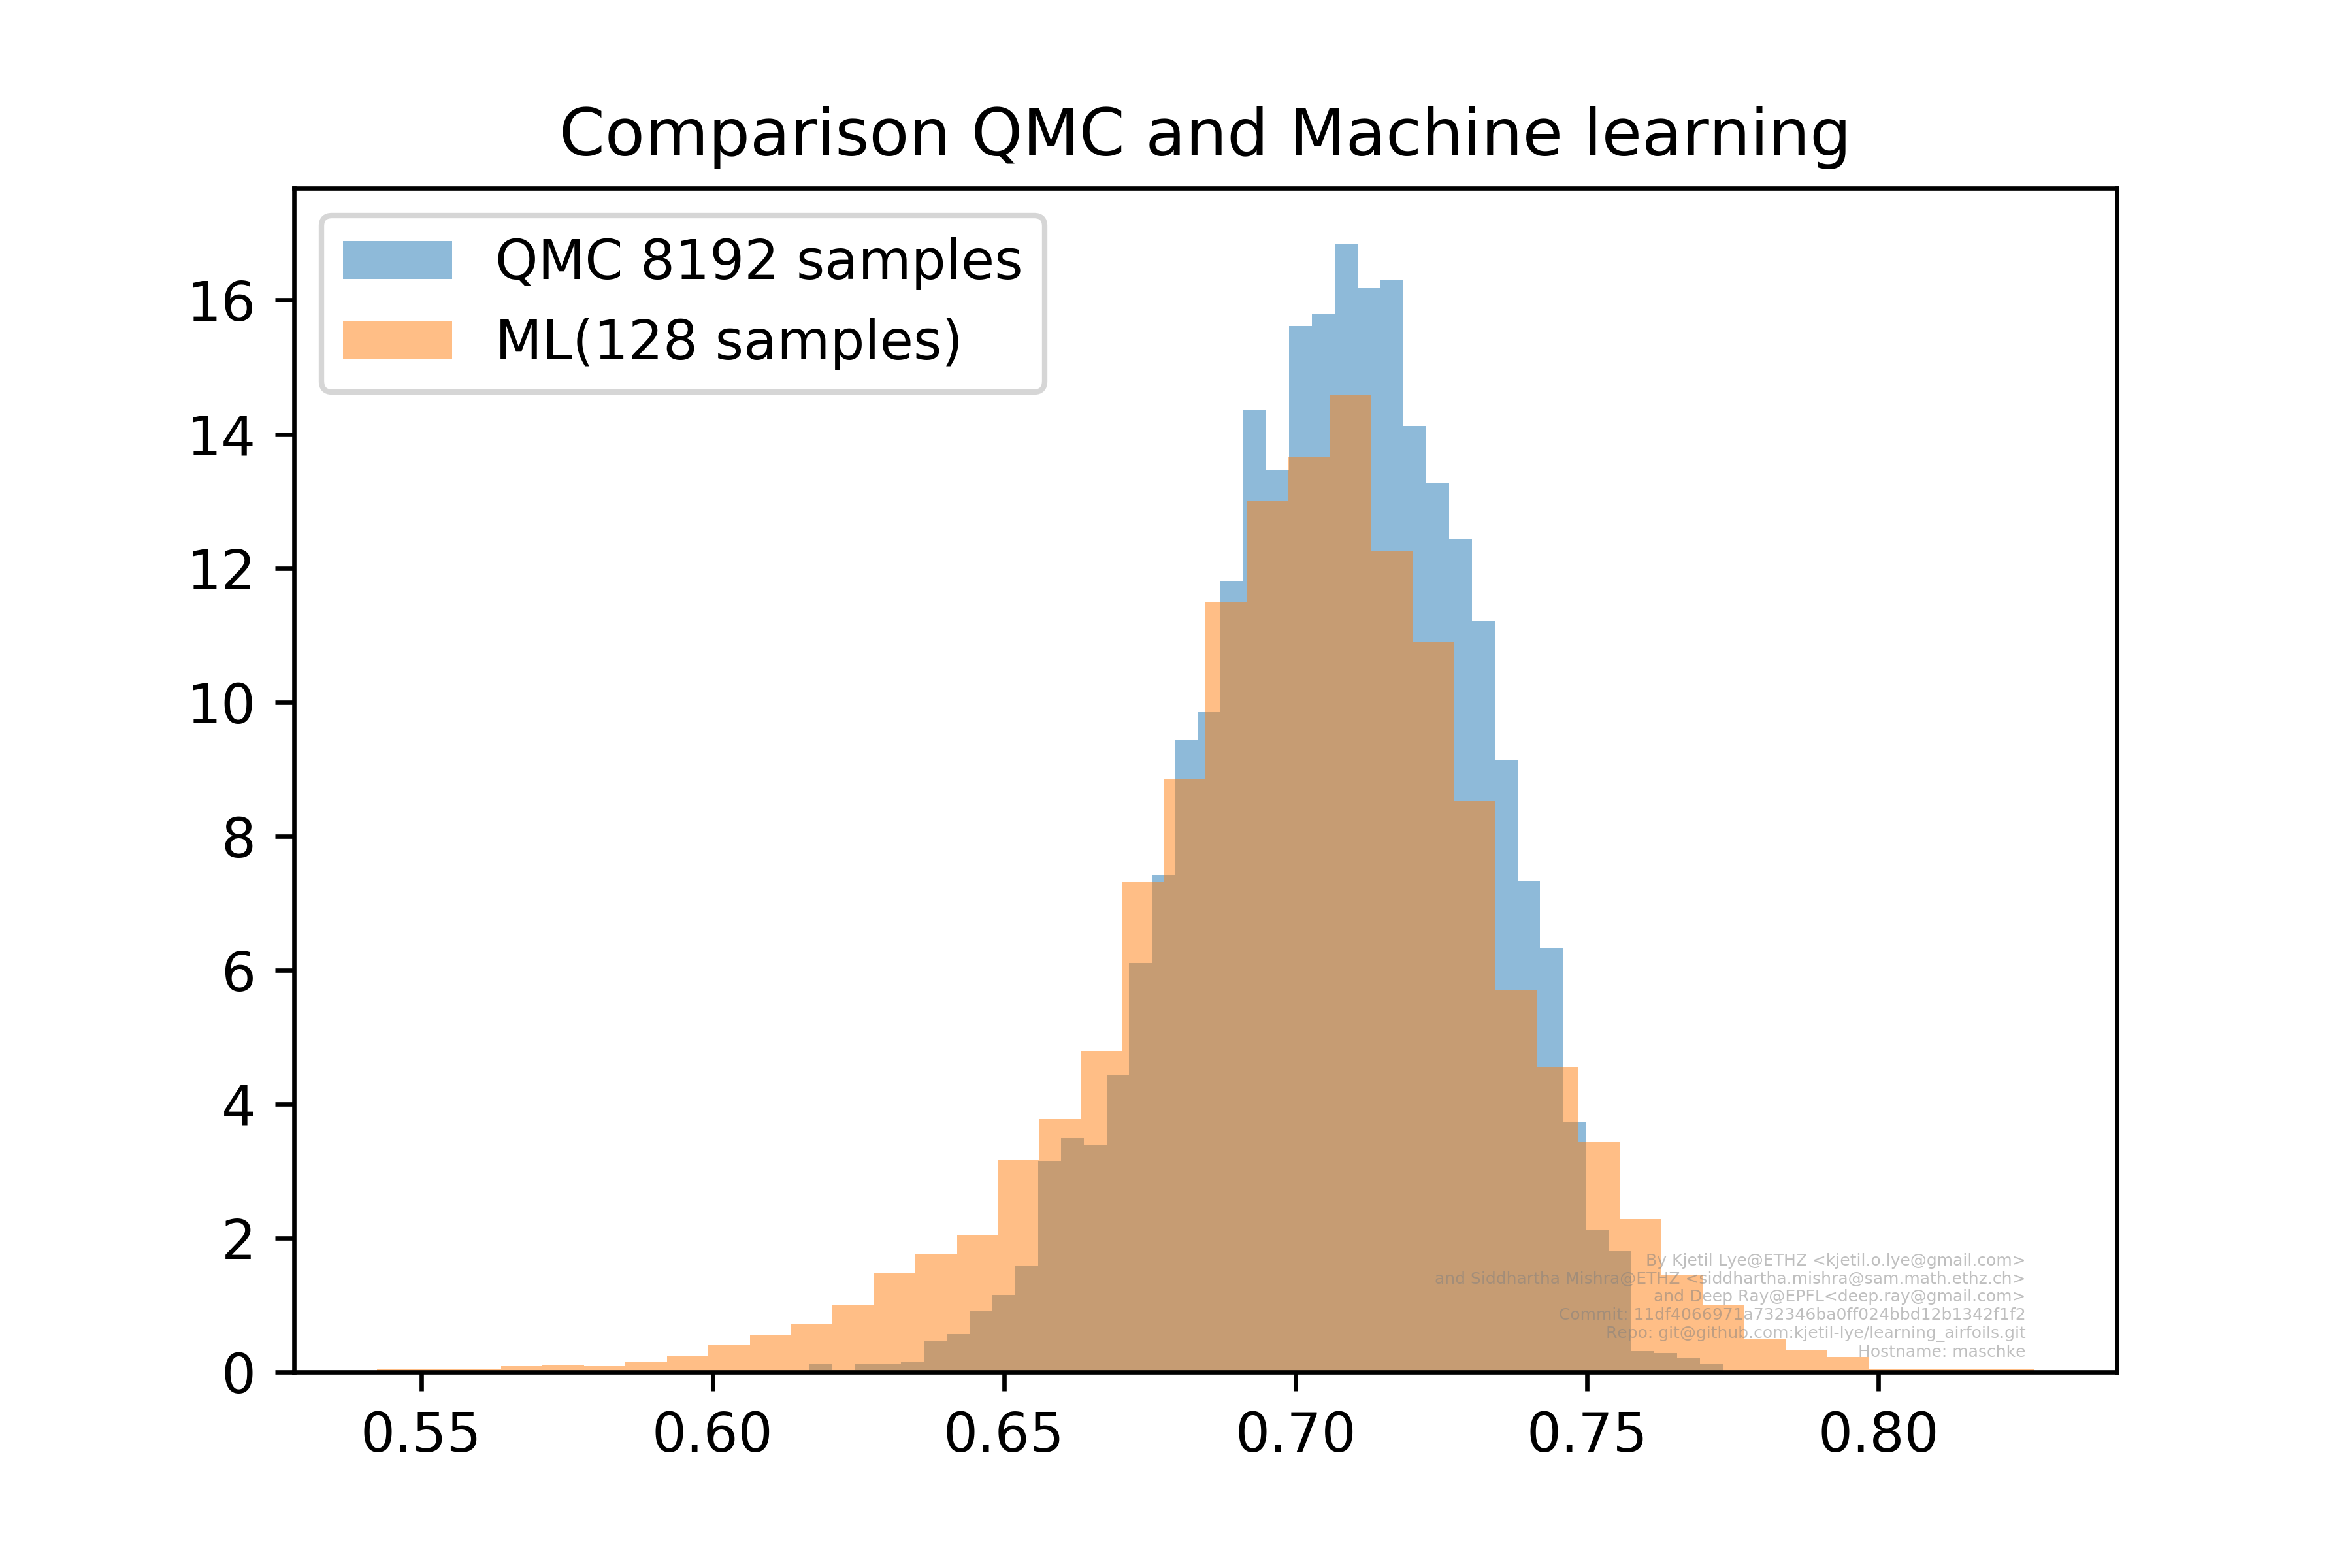 Comparison QMC and Machine learning
QMC 8192 samples
ML(128 samples)
16
14
12
10
8
6
4
2
0
0.55 0.60 0.65 0.70 0.75 0.80
By Kjetil Lye@ETHZ <kjetil.o.lye@gmail.com>
and Siddhartha Mishra@ETHZ <siddhartha.mishra@sam.math.ethz.ch>
and Deep Ray@EPFL<deep.ray@gmail.com>
Commit: 11df4066971a732346ba0ff024bbd12b1342f1f2
Repo: git@github.com:kjetil-lye/learning_airfoils.git
Hostname: maschke